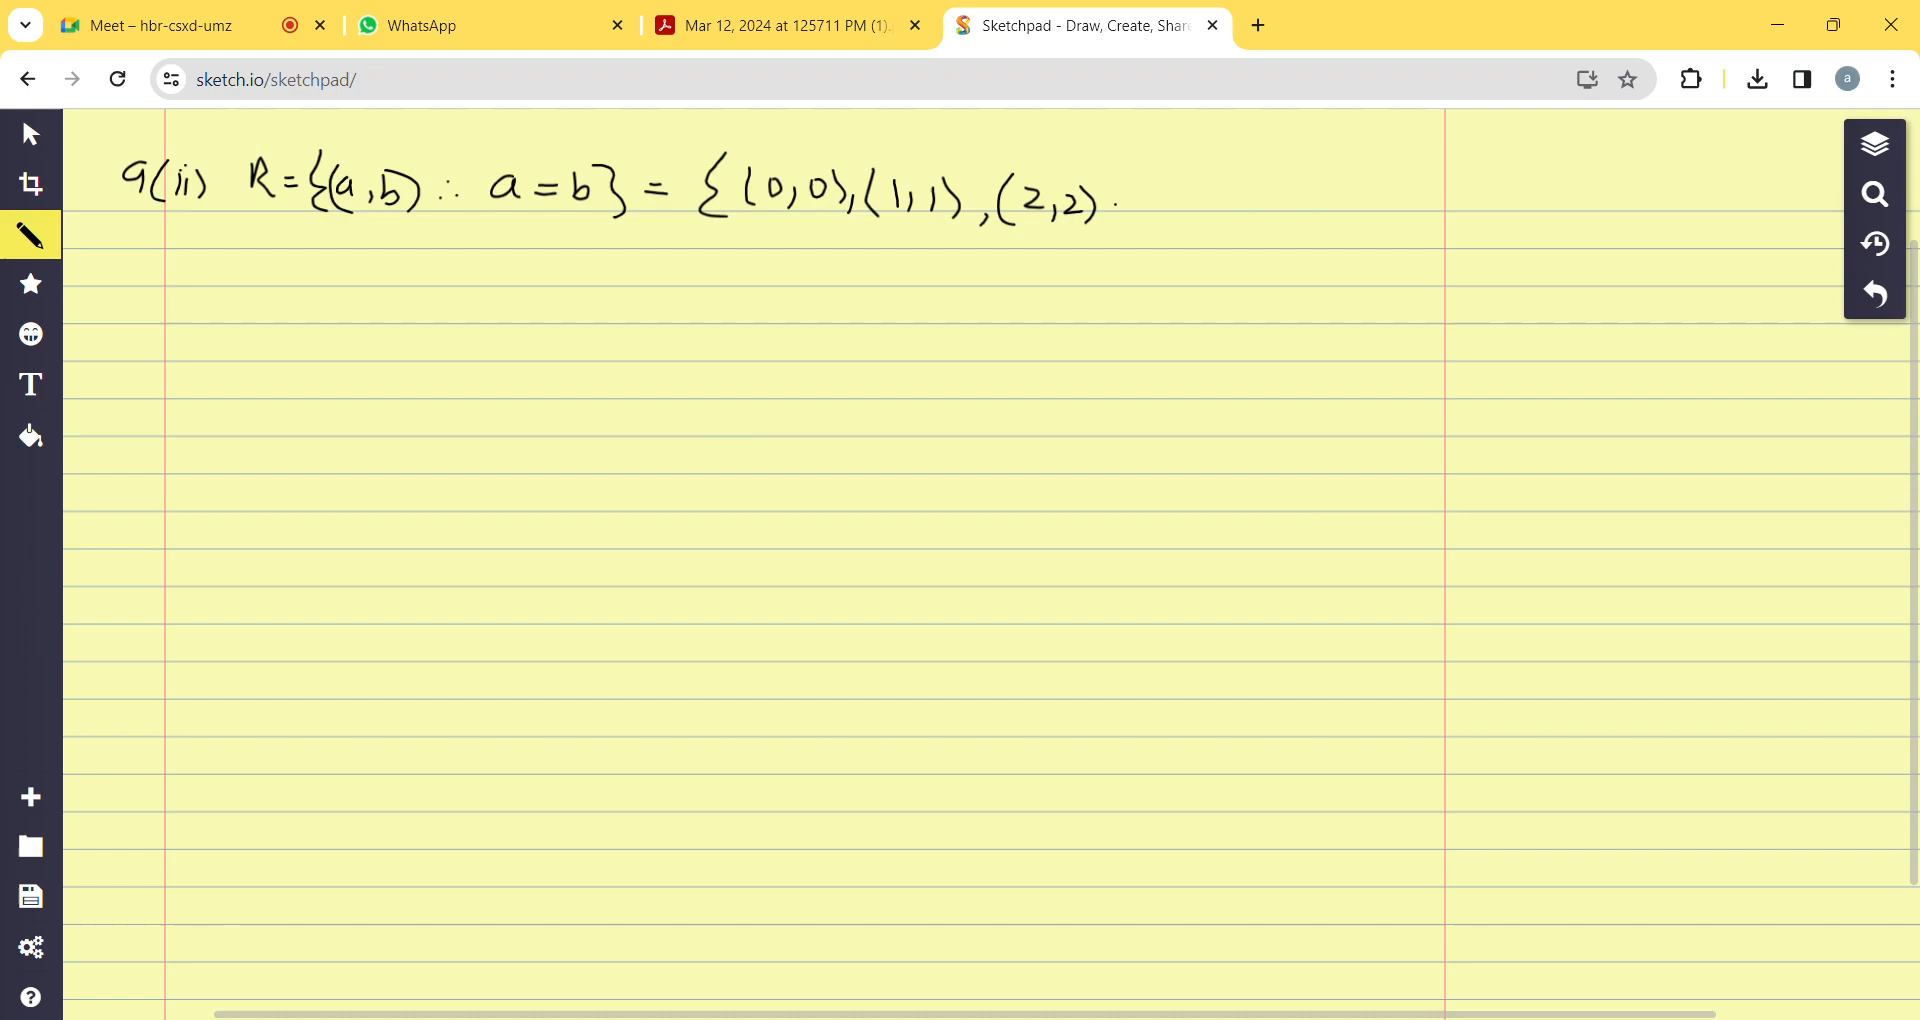 Meet – hbr-csxd-umz
WhatsApp
Mar 12, 2024 at 125711 PM (1).
Sketchpad - Draw, Create, Share
sketch.io/sketchpad/
a
9(ii) R={(a,b) ∴ a=b} = {(0,0),(1,1),(2,2).
T